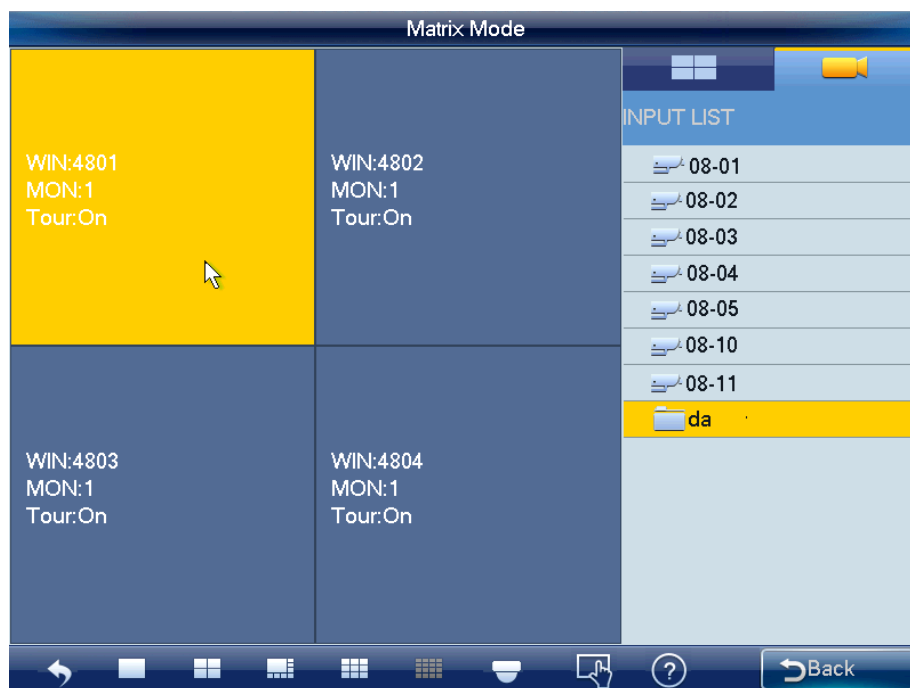 Matrix Mode
WIN:4801
MON:1
Tour:On
WIN:4802
MON:1
Tour:On
WIN:4803
MON:1
Tour:On
WIN:4804
MON:1
Tour:On
INPUT LIST
08-01
08-02
08-03
08-04
08-05
08-10
08-11
da
?
Back